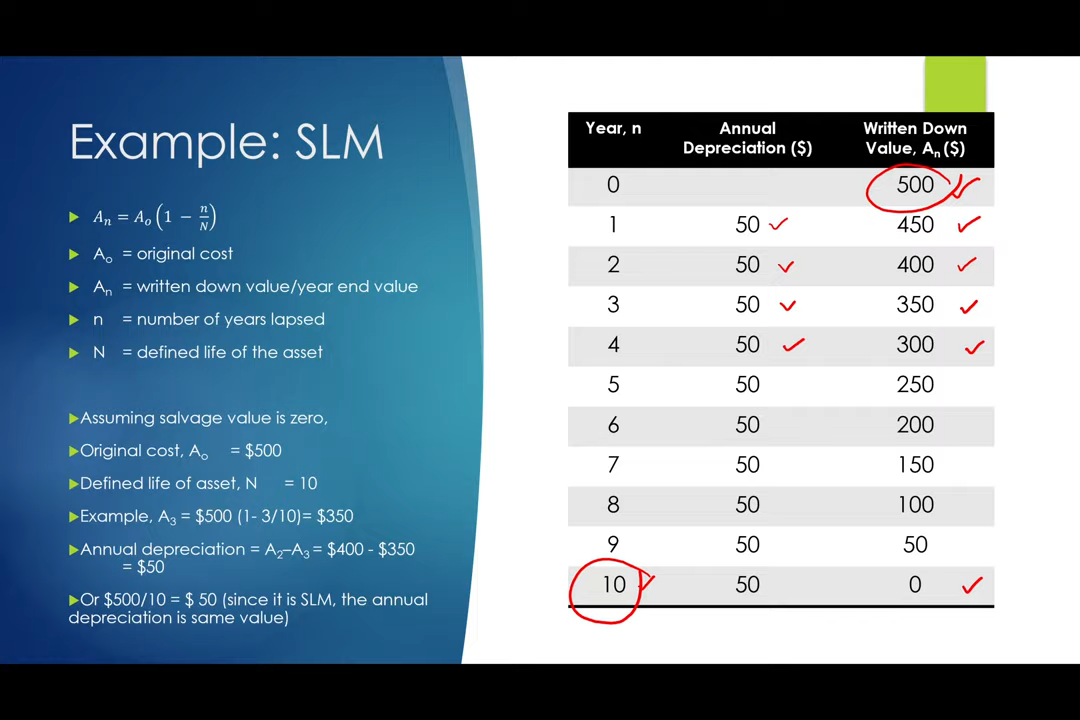 Example: SLM
Aₙ = Aₒ (1 − n/N)
Aₒ = original cost
Aₙ = written down value/year end value
n = number of years lapsed
N = defined life of the asset
Assuming salvage value is zero,
Original cost, Aₒ = $500
Defined life of asset, N = 10
Example, A₃ = $500 (1- 3/10)= $350
Annual depreciation = A₂–A₃ = $400 - $350
= $50
Or $500/10 = $ 50 (since it is SLM, the annual
depreciation is same value)
Year, n Annual Depreciation ($) Written Down Value, Aₙ ($)
0 500
1 50 450
2 50 400
3 50 350
4 50 300
5 50 250
6 50 200
7 50 150
8 50 100
9 50 50
10 50 0